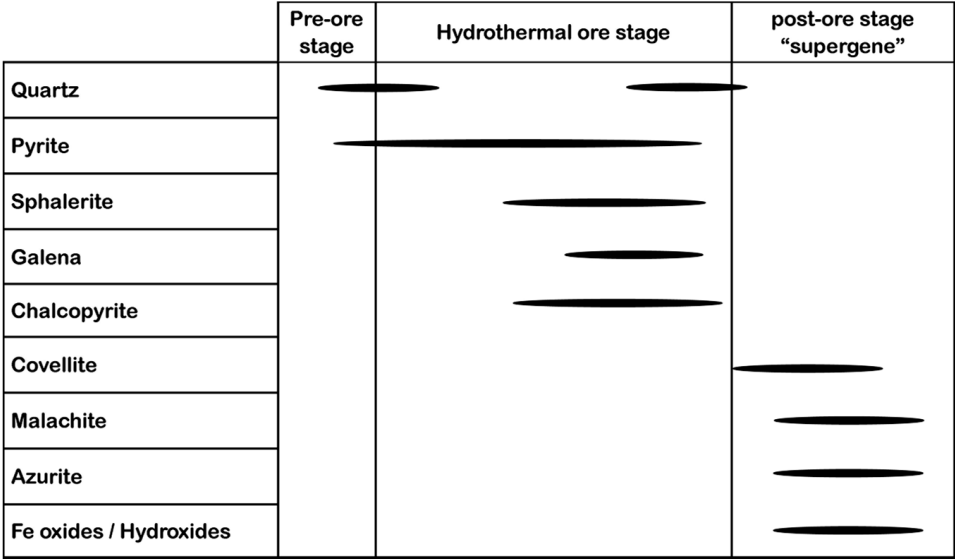 Pre-ore
stage
Hydrothermal ore stage
post-ore stage
“supergene”
Quartz
Pyrite
Sphalerite
Galena
Chalcopyrite
Covellite
Malachite
Azurite
Fe oxides / Hydroxides